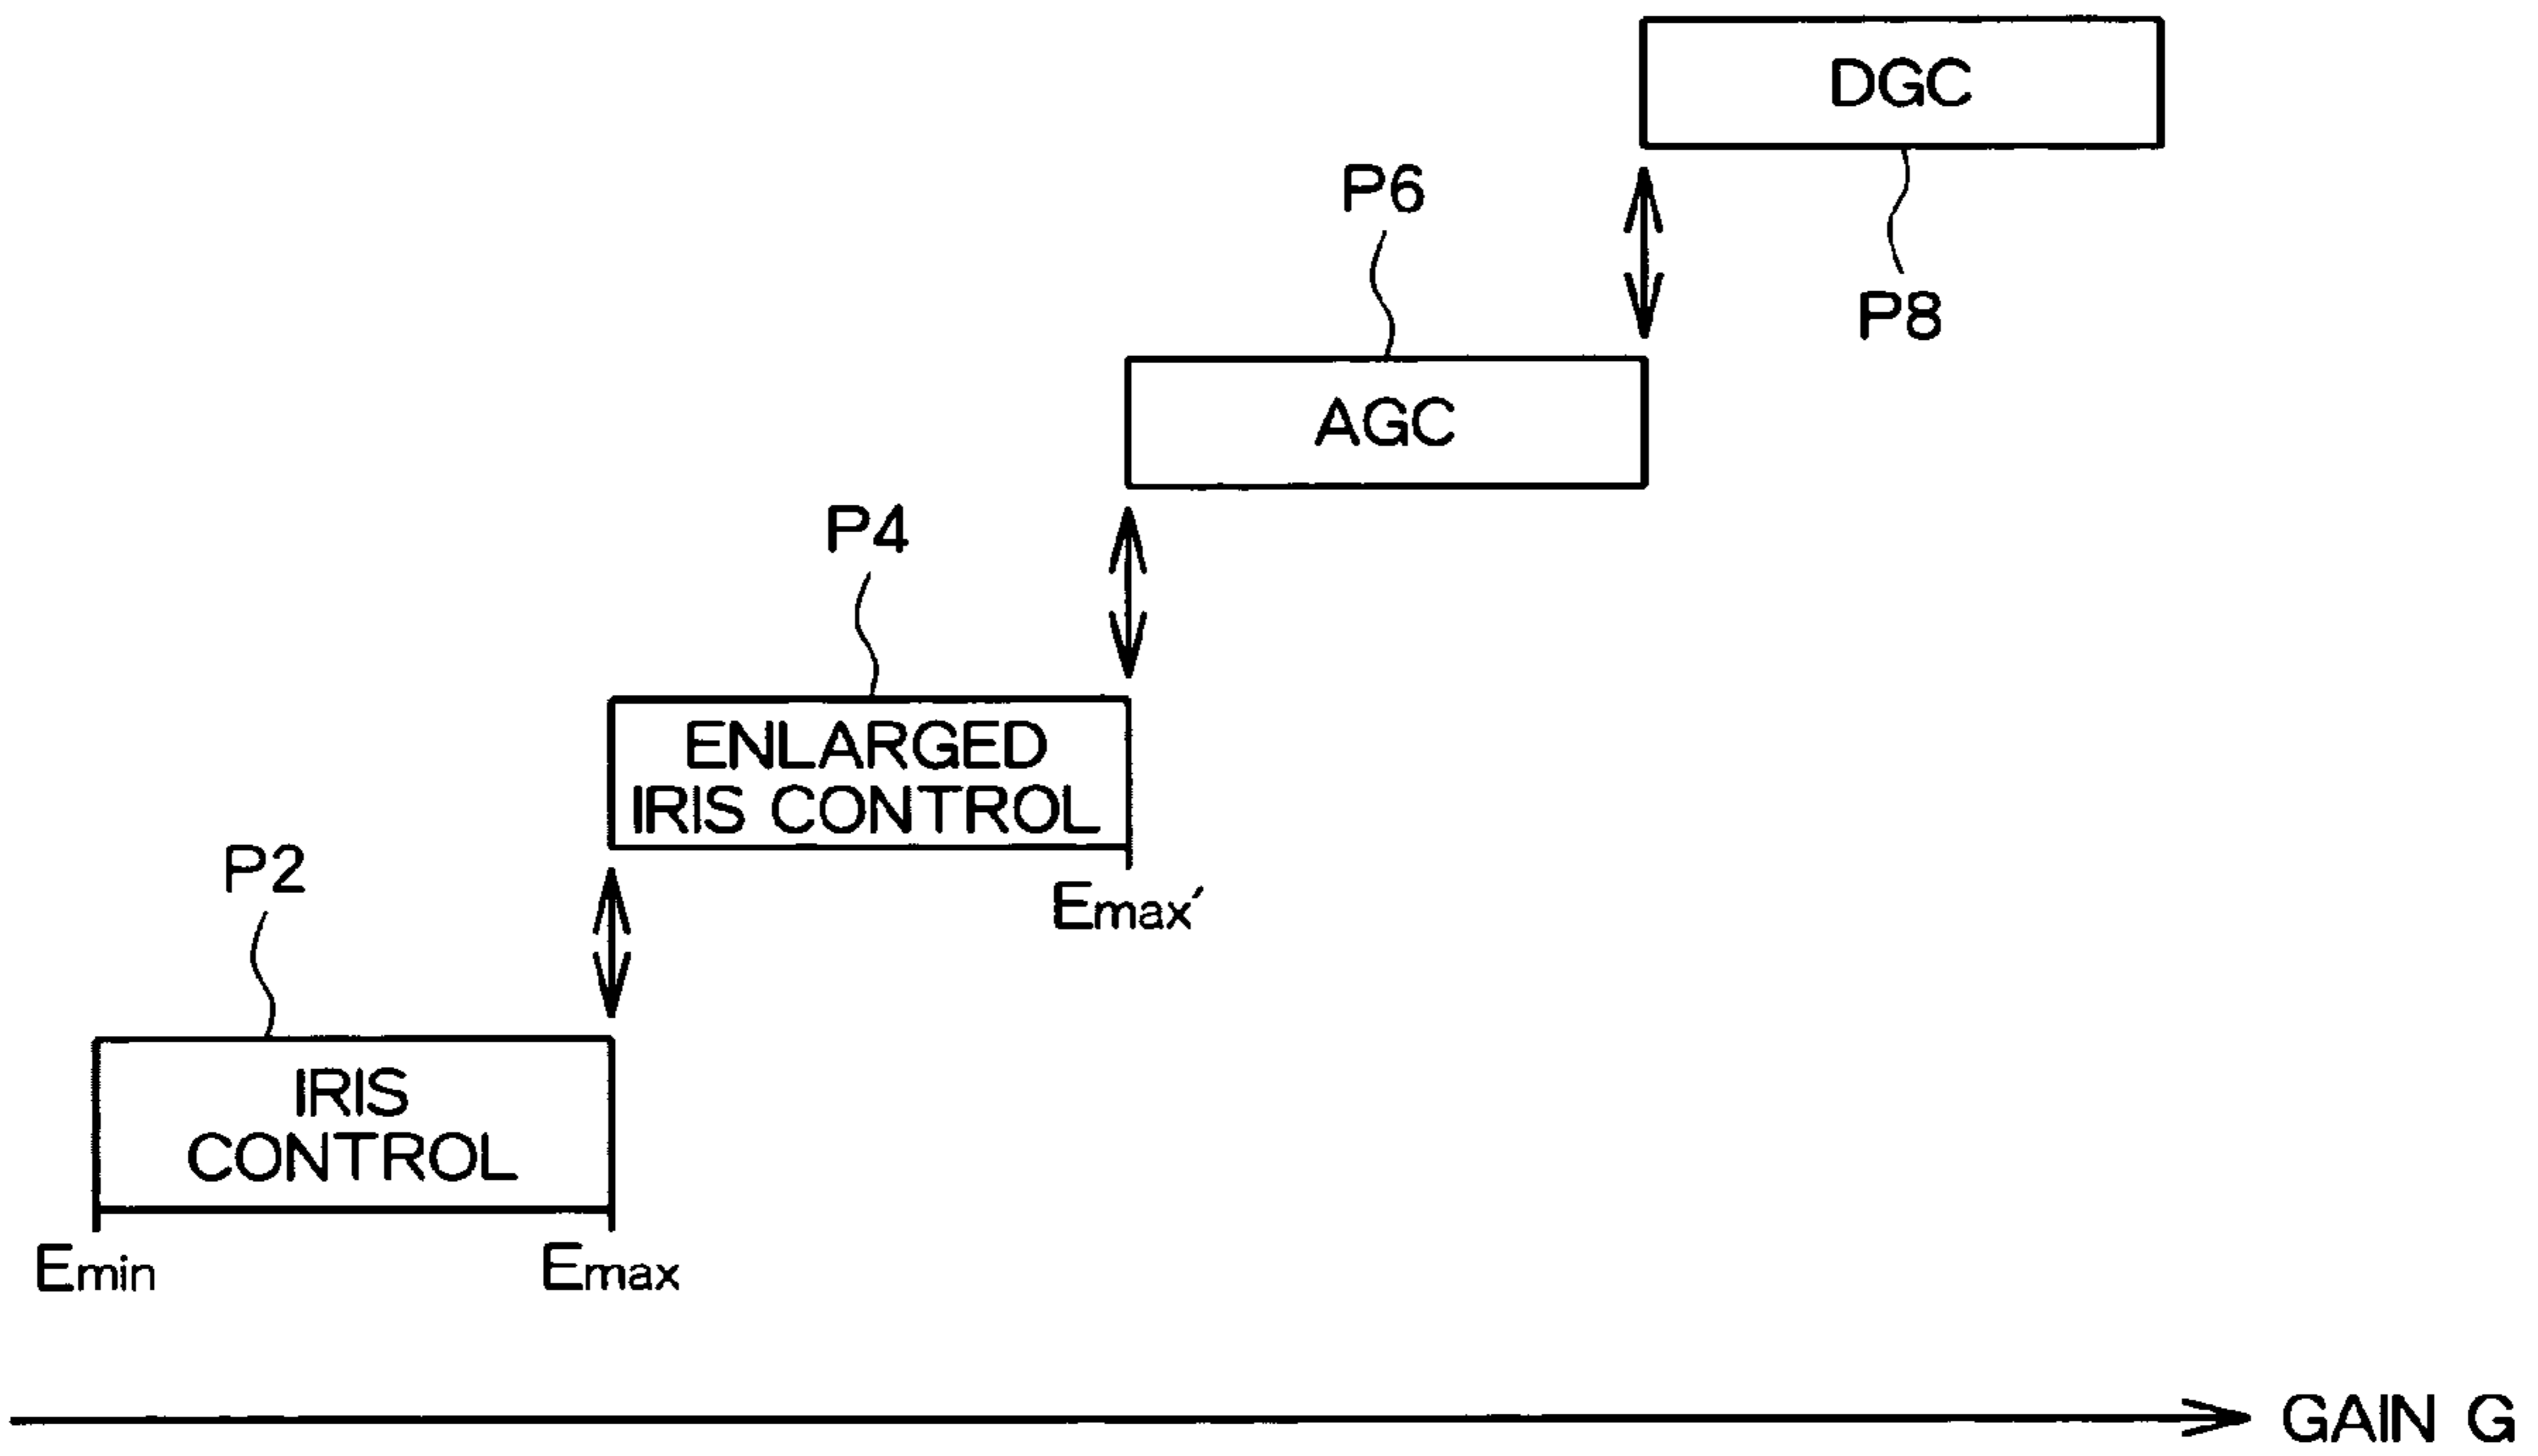 DGC
P6
P8
AGC
P4
ENLARGED
IRIS CONTROL
P2
Emax′
IRIS
CONTROL
Emin
Emax
GAIN G